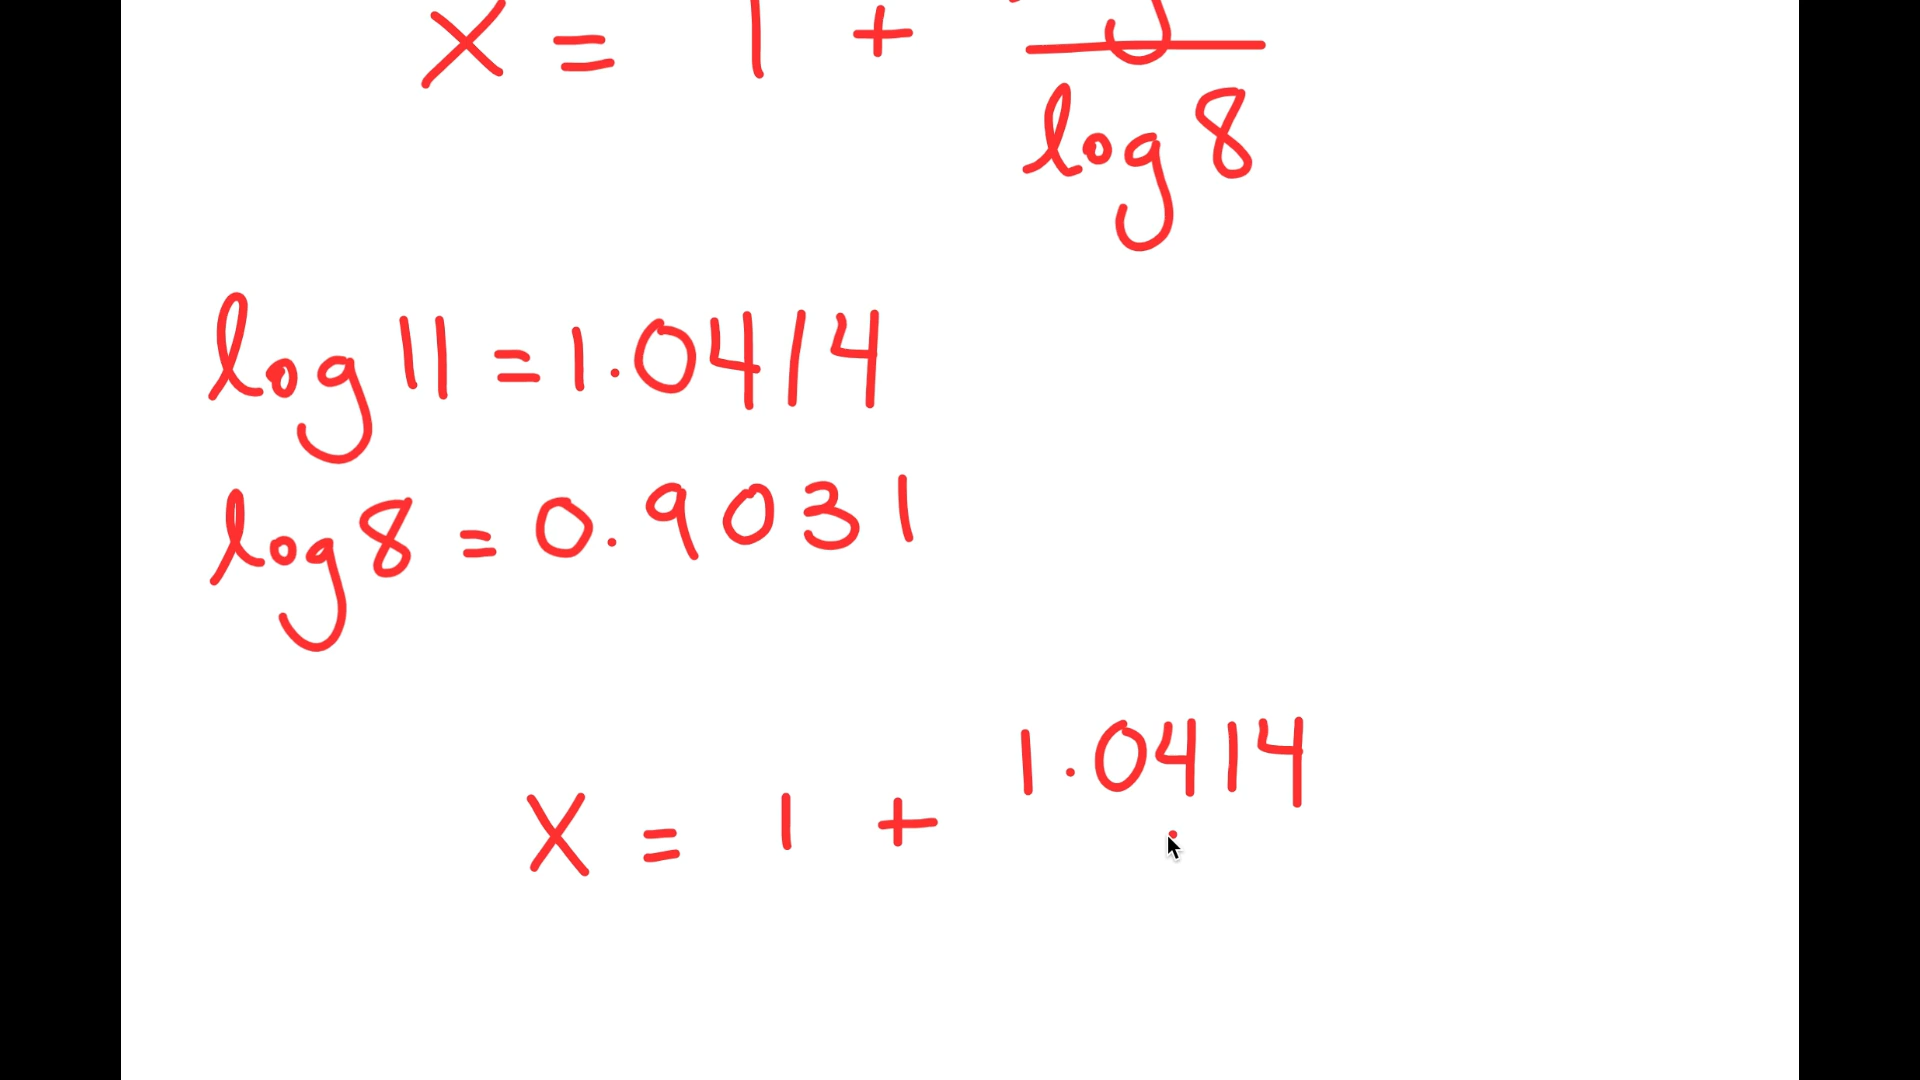 x = 1 + 
log 8
log 11 = 1.0414
log 8 = 0.9031
1.0414
x = 1 +